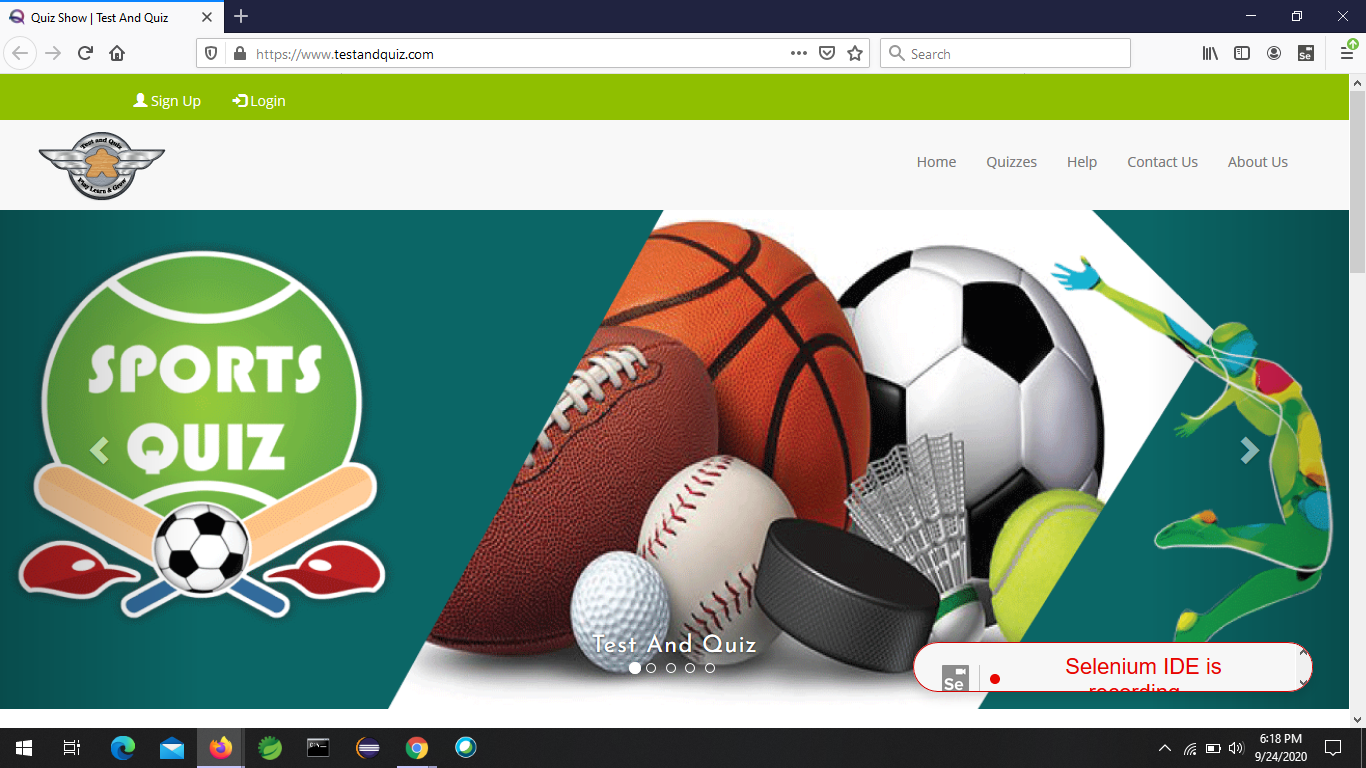 Quiz Show | Test And Quiz
https://www.testandquiz.com
Search
Se
Sign Up
Login
Test and Quiz
Play Learn & Grow
Home
Quizzes
Help
Contact Us
About Us
SPORTS
QUIZ
Test And Quiz
Se
Selenium IDE is
recording...
6:18 PM
9/24/2020